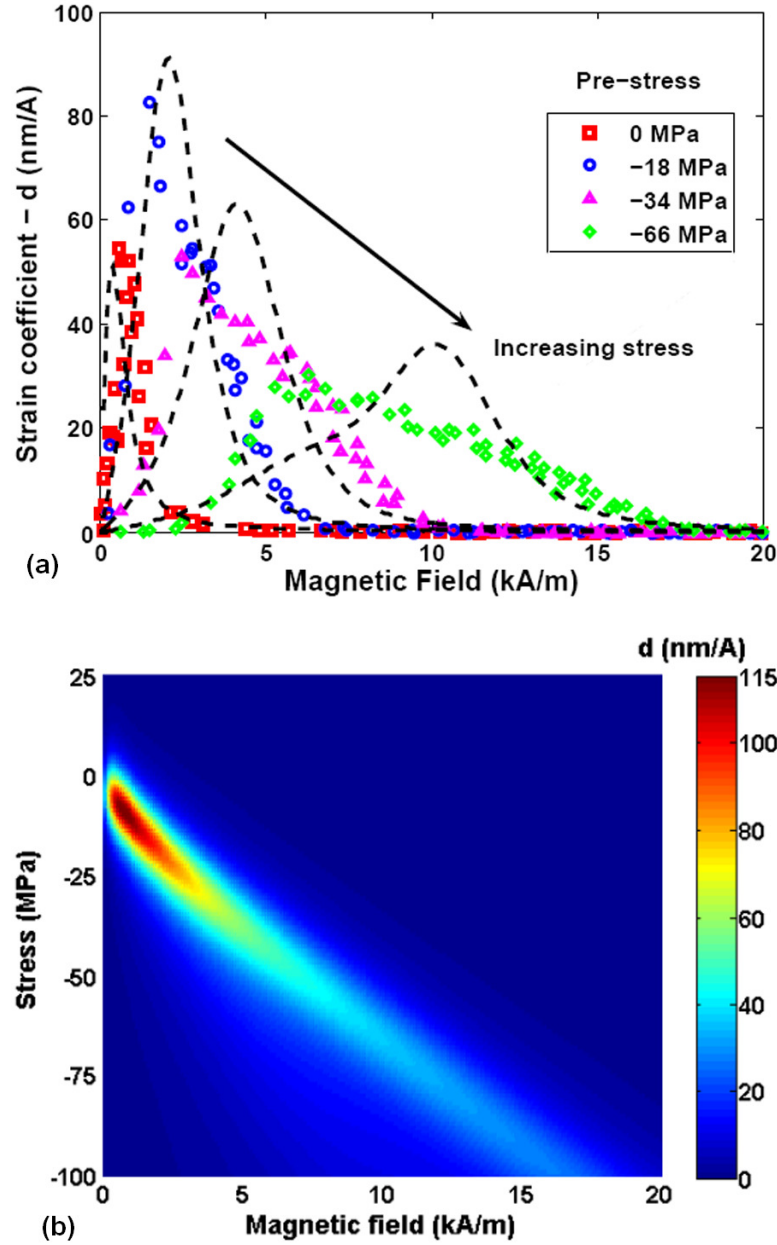 100
80
60
40
20
0
Strain coefficient − d (nm/A)
Pre−stress
0 MPa
−18 MPa
−34 MPa
−66 MPa
Increasing stress
0 5 10 15 20
(a) Magnetic Field (kA/m)
d (nm/A)
25
0
-25
-50
-75
-100
Stress (MPa)
115
100
80
60
40
20
0
0 5 10 15 20
(b) Magnetic field (kA/m)